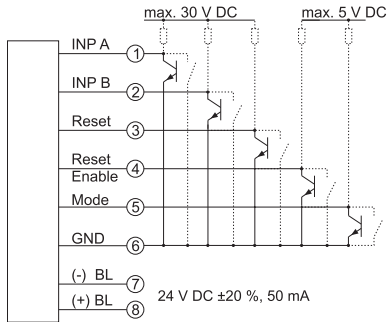 max. 30 V DC
max. 5 V DC
INP A
1
INP B
2
Reset
3
Reset
Enable
4
Mode
5
GND
6
(-) BL
7
24 V DC ±20 %, 50 mA
(+) BL
8